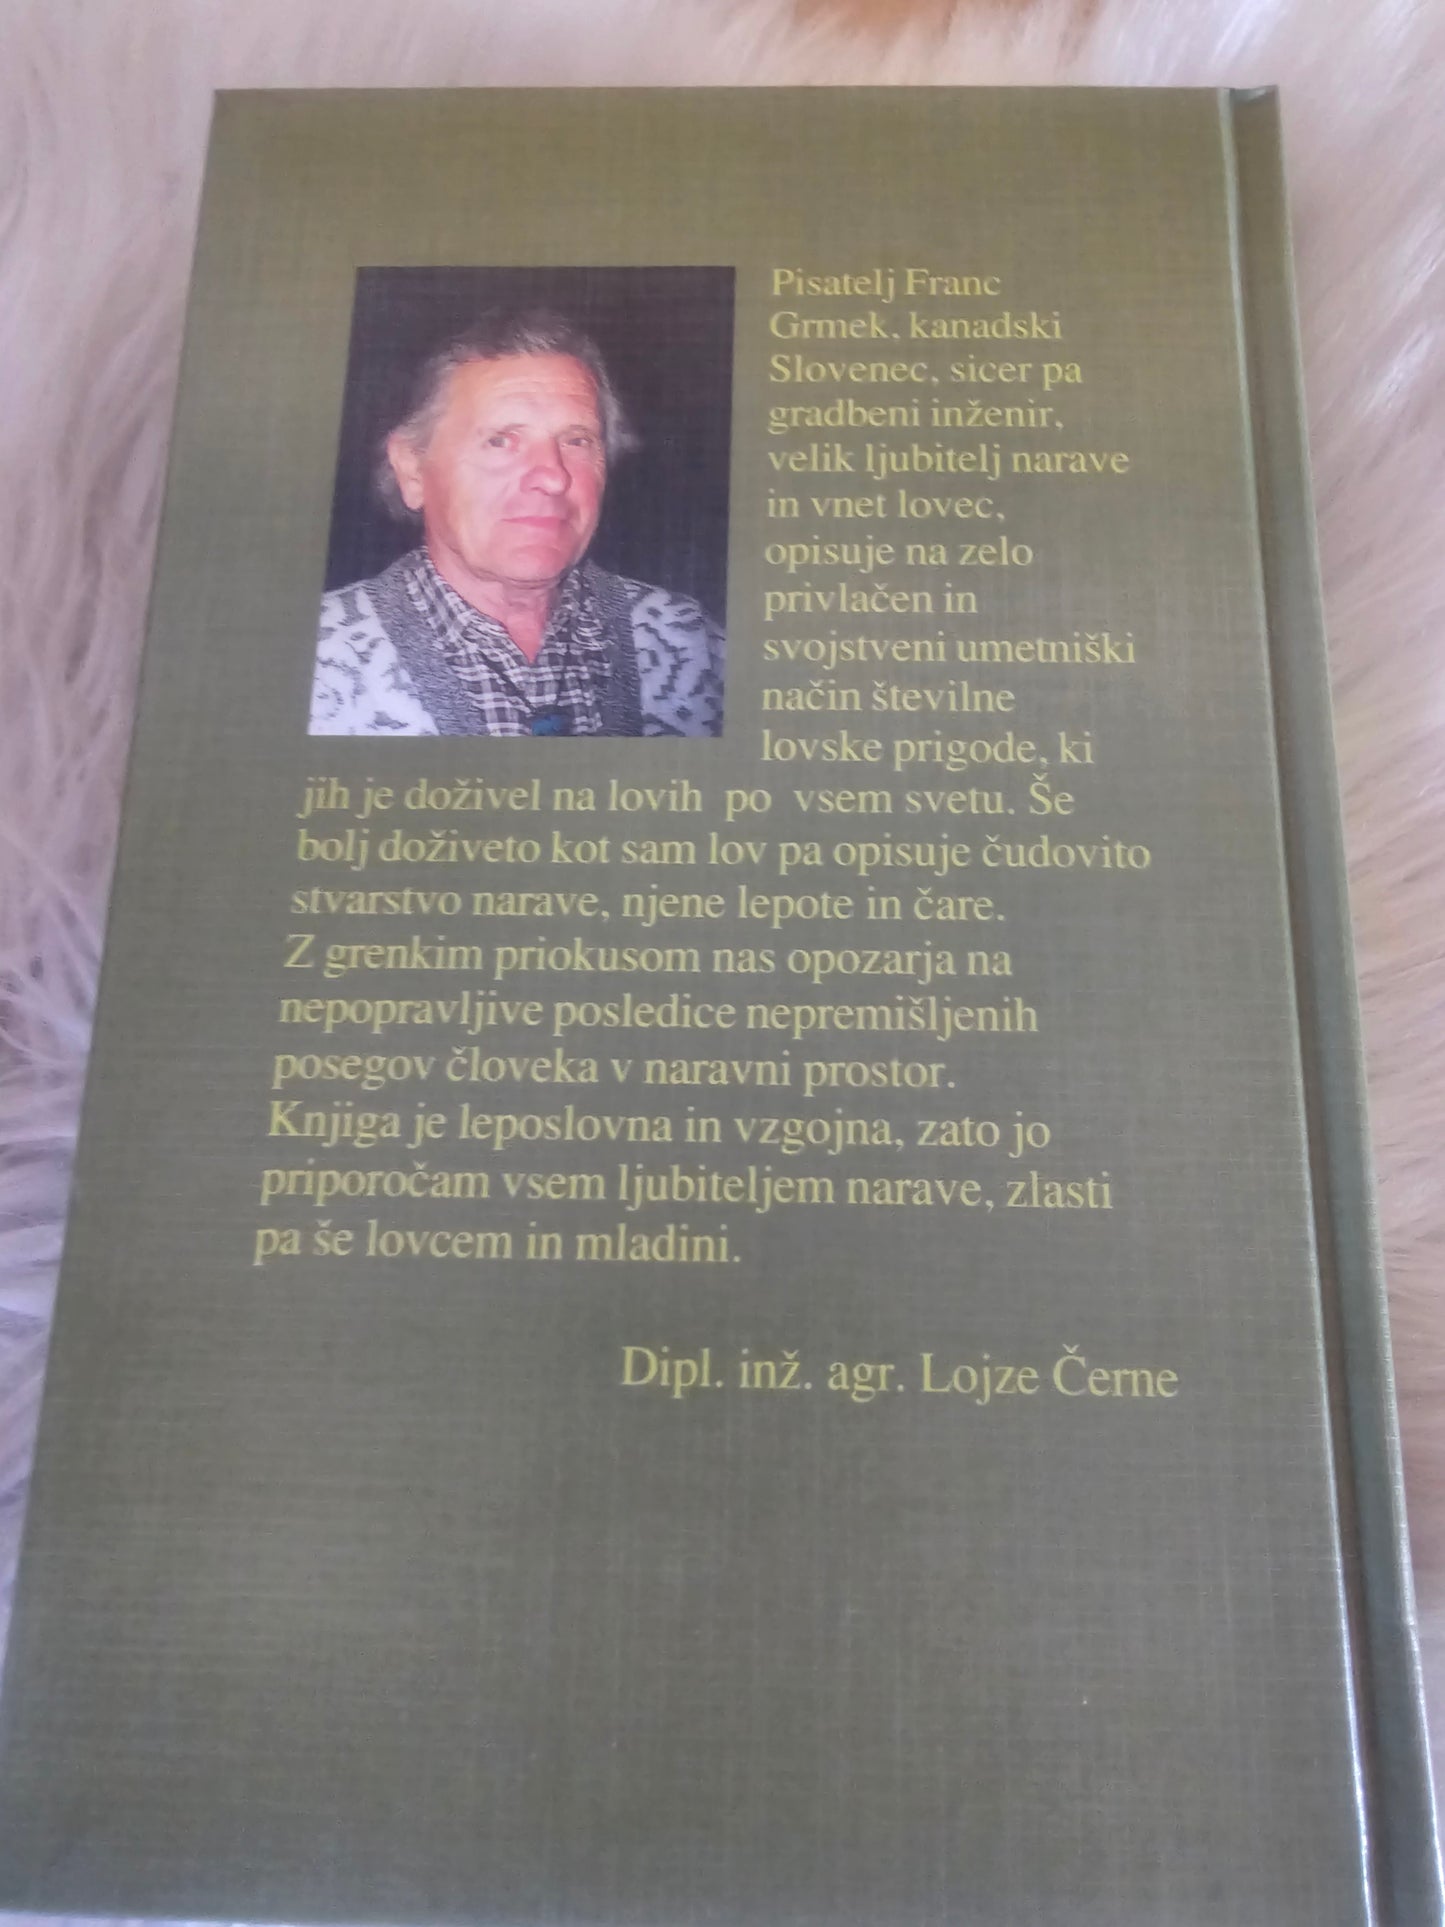 Pisatelj Franc
Grmek, kanadski
Slovenec, sicer pa
gradbeni inženir,
velik ljubitelj narave
in vnet lovec,
opisuje na zelo
privlačen in
svojstveni umetniški
način številne
lovske prigode, ki
jih je doživel na lovih po vsem svetu. Še
bolj doživeto kot sam lov pa opisuje čudovito
stvarstvo narave, njene lepote in čare.
Z grenkim priokusom nas opozarja na
nepopravljive posledice nepremišljenih
posegov človeka v naravni prostor.
Knjiga je leposlovna in vzgojna, zato jo
priporočam vsem ljubiteljem narave, zlasti
pa še lovcem in mladini.
Dipl. inž. agr. Lojze Černe